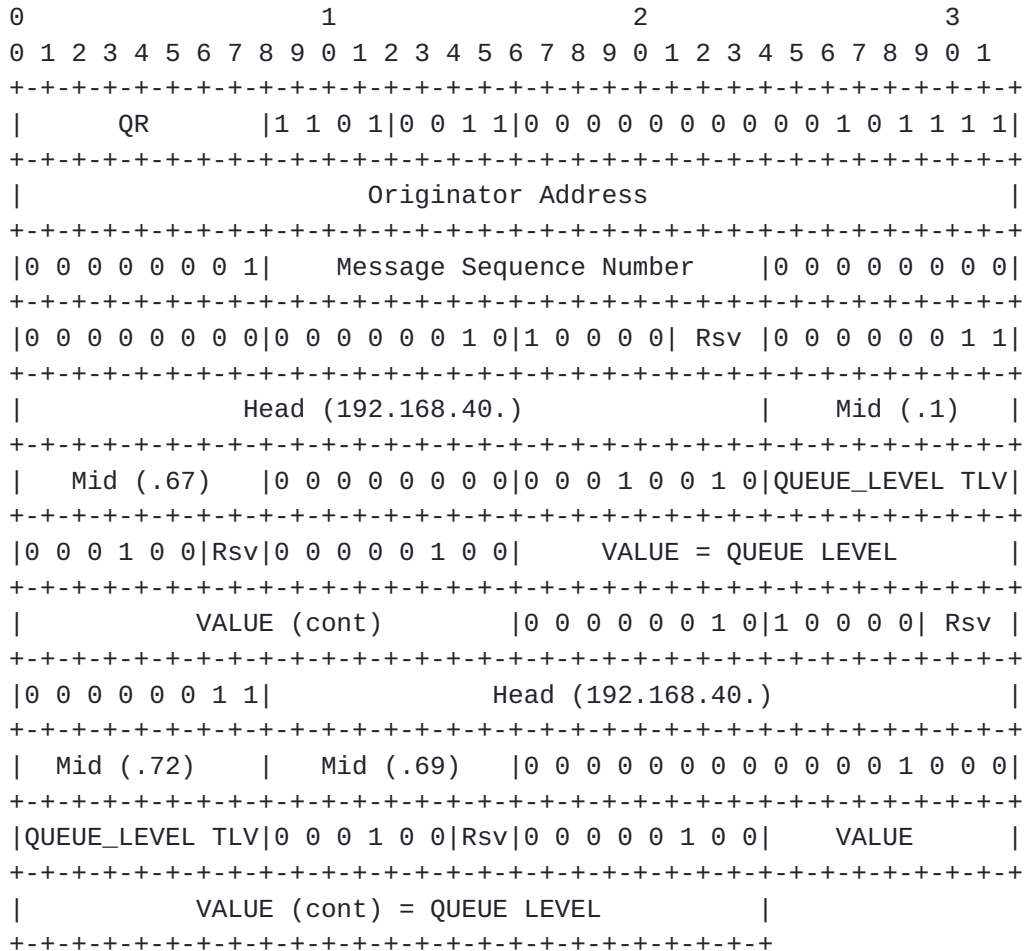 0                   1                   2                   3
0 1 2 3 4 5 6 7 8 9 0 1 2 3 4 5 6 7 8 9 0 1 2 3 4 5 6 7 8 9 0 1
+-+-+-+-+-+-+-+-+-+-+-+-+-+-+-+-+-+-+-+-+-+-+-+-+-+-+-+-+-+-+-+-+
|      QR       |1 1 0 1|0 0 1 1|0 0 0 0 0 0 0 0 0 0 0 1 0 1 1 1 1|
+-+-+-+-+-+-+-+-+-+-+-+-+-+-+-+-+-+-+-+-+-+-+-+-+-+-+-+-+-+-+-+-+
|                      Originator Address                       |
+-+-+-+-+-+-+-+-+-+-+-+-+-+-+-+-+-+-+-+-+-+-+-+-+-+-+-+-+-+-+-+-+
|0 0 0 0 0 0 0 1|    Message Sequence Number    |0 0 0 0 0 0 0 0|
+-+-+-+-+-+-+-+-+-+-+-+-+-+-+-+-+-+-+-+-+-+-+-+-+-+-+-+-+-+-+-+-+
|0 0 0 0 0 0 0 0|0 0 0 0 0 0 1 0|1 0 0 0 0| Rsv |0 0 0 0 0 0 1 1|
+-+-+-+-+-+-+-+-+-+-+-+-+-+-+-+-+-+-+-+-+-+-+-+-+-+-+-+-+-+-+-+-+
|              Head (192.168.40.)               |    Mid (.1)   |
+-+-+-+-+-+-+-+-+-+-+-+-+-+-+-+-+-+-+-+-+-+-+-+-+-+-+-+-+-+-+-+-+
|   Mid (.67)   |0 0 0 0 0 0 0 0|0 0 0 1 0 0 1 0|QUEUE_LEVEL TLV|
+-+-+-+-+-+-+-+-+-+-+-+-+-+-+-+-+-+-+-+-+-+-+-+-+-+-+-+-+-+-+-+-+
|0 0 0 1 0 0|Rsv|0 0 0 0 0 1 0 0|     VALUE = QUEUE LEVEL       |
+-+-+-+-+-+-+-+-+-+-+-+-+-+-+-+-+-+-+-+-+-+-+-+-+-+-+-+-+-+-+-+-+
|           VALUE (cont)        |0 0 0 0 0 0 1 0|1 0 0 0 0| Rsv |
+-+-+-+-+-+-+-+-+-+-+-+-+-+-+-+-+-+-+-+-+-+-+-+-+-+-+-+-+-+-+-+-+
|0 0 0 0 0 0 1 1|              Head (192.168.40.)               |
+-+-+-+-+-+-+-+-+-+-+-+-+-+-+-+-+-+-+-+-+-+-+-+-+-+-+-+-+-+-+-+-+
|  Mid (.72)    |   Mid (.69)   |0 0 0 0 0 0 0 0 0 0 0 0 1 0 0 0|
+-+-+-+-+-+-+-+-+-+-+-+-+-+-+-+-+-+-+-+-+-+-+-+-+-+-+-+-+-+-+-+-+
|QUEUE_LEVEL TLV|0 0 0 1 0 0|Rsv|0 0 0 0 0 1 0 0|    VALUE      |
+-+-+-+-+-+-+-+-+-+-+-+-+-+-+-+-+-+-+-+-+-+-+-+-+-+-+-+-+-+-+-+-+
|           VALUE (cont) = QUEUE LEVEL          |
+-+-+-+-+-+-+-+-+-+-+-+-+-+-+-+-+-+-+-+-+-+-+-+-+